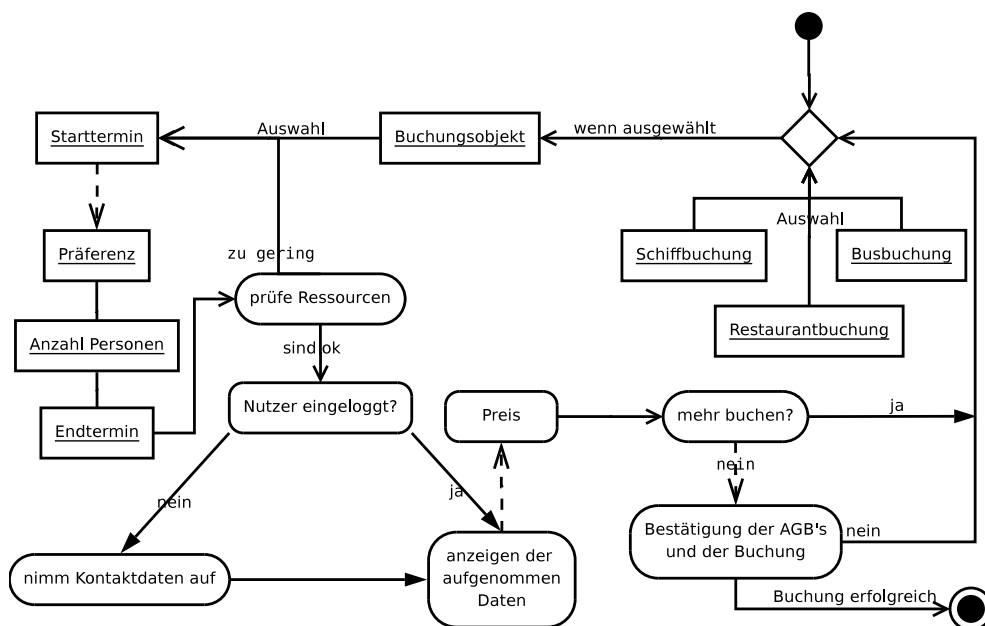 Starttermin
Auswahl
Buchungsobjekt
wenn ausgewählt
Präferenz
zu gering
prüfe Ressourcen
Auswahl
Schiffbuchung
Busbuchung
Restaurantbuchung
Anzahl Personen
sind ok
Endtermin
Nutzer eingeloggt?
Preis
mehr buchen?
ja
nein
ja
nein
nimm Kontaktdaten auf
anzeigen der
aufgenommen
Daten
Bestätigung der AGB's
und der Buchung
nein
Buchung erfolgreich